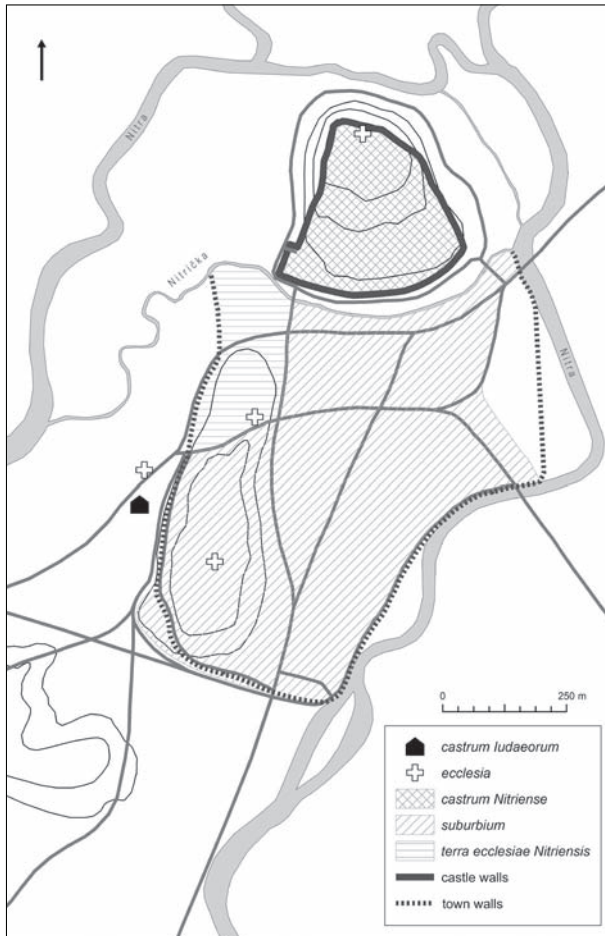 Nitra
Nitrička
Nitra
0 250 m
castrum Iudaeorum
ecclesia
castrum Nitriense
suburbium
terra ecclesiae Nitriensis
castle walls
town walls